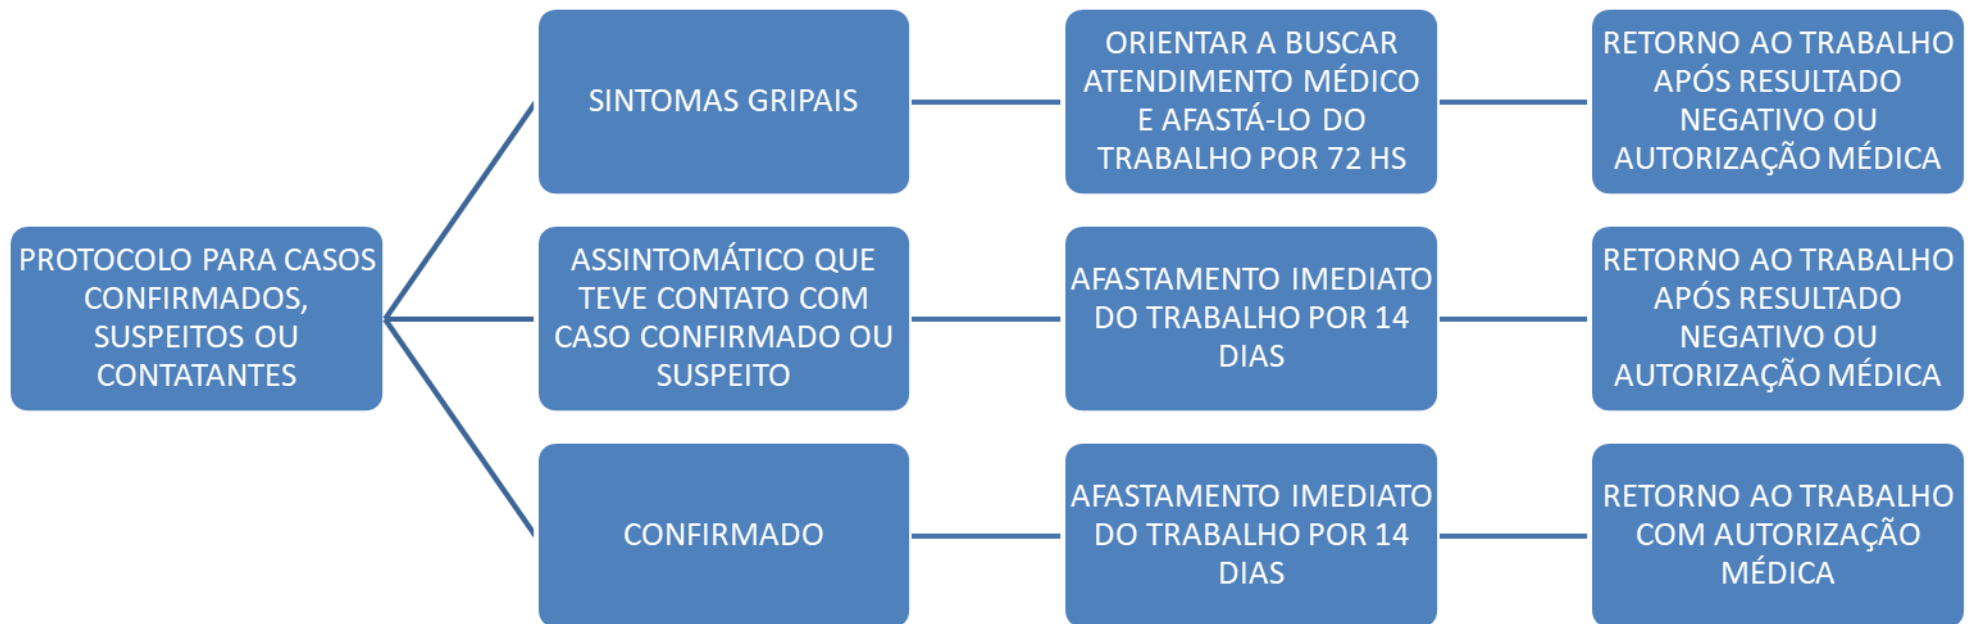 PROTOCOLO PARA CASOS
CONFIRMADOS,
SUSPEITOS OU
CONTATANTES
SINTOMAS GRIPAIS
ORIENTAR A BUSCAR
ATENDIMENTO MÉDICO
E AFASTÁ-LO DO
TRABALHO POR 72 HS
RETORNO AO TRABALHO
APÓS RESULTADO
NEGATIVO OU
AUTORIZAÇÃO MÉDICA
ASSINTOMÁTICO QUE
TEVE CONTATO COM
CASO CONFIRMADO OU
SUSPEITO
AFASTAMENTO IMEDIATO
DO TRABALHO POR 14
DIAS
RETORNO AO TRABALHO
APÓS RESULTADO
NEGATIVO OU
AUTORIZAÇÃO MÉDICA
CONFIRMADO
AFASTAMENTO IMEDIATO
DO TRABALHO POR 14
DIAS
RETORNO AO TRABALHO
COM AUTORIZAÇÃO
MÉDICA